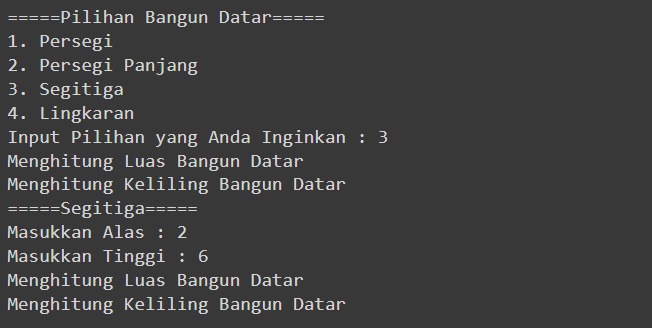 =====Pilihan Bangun Datar=====
1. Persegi
2. Persegi Panjang
3. Segitiga
4. Lingkaran
Input Pilihan yang Anda Inginkan : 3
Menghitung Luas Bangun Datar
Menghitung Keliling Bangun Datar
=====Segitiga=====
Masukkan Alas : 2
Masukkan Tinggi : 6
Menghitung Luas Bangun Datar
Menghitung Keliling Bangun Datar